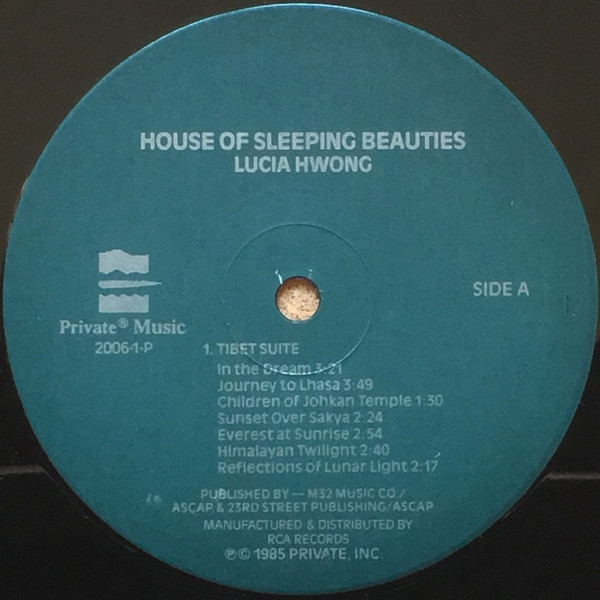 HOUSE OF SLEEPING BEAUTIES
LUCIA HWONG
SIDE A
Private® Music
2006-1-P
1. TIBET SUITE
In the Dream 3:21
Journey to Lhasa 3:49
Children of Johkan Temple 1:30
Sunset Over Sakya 2:24
Everest at Sunrise 2:54
Himalayan Twilight 2:40
Reflections of Lunar Light 2:17
PUBLISHED BY — M32 MUSIC CO./
ASCAP & 23RD STREET PUBLISHING/ASCAP
MANUFACTURED & DISTRIBUTED BY
RCA RECORDS
℗© 1985 PRIVATE, INC.